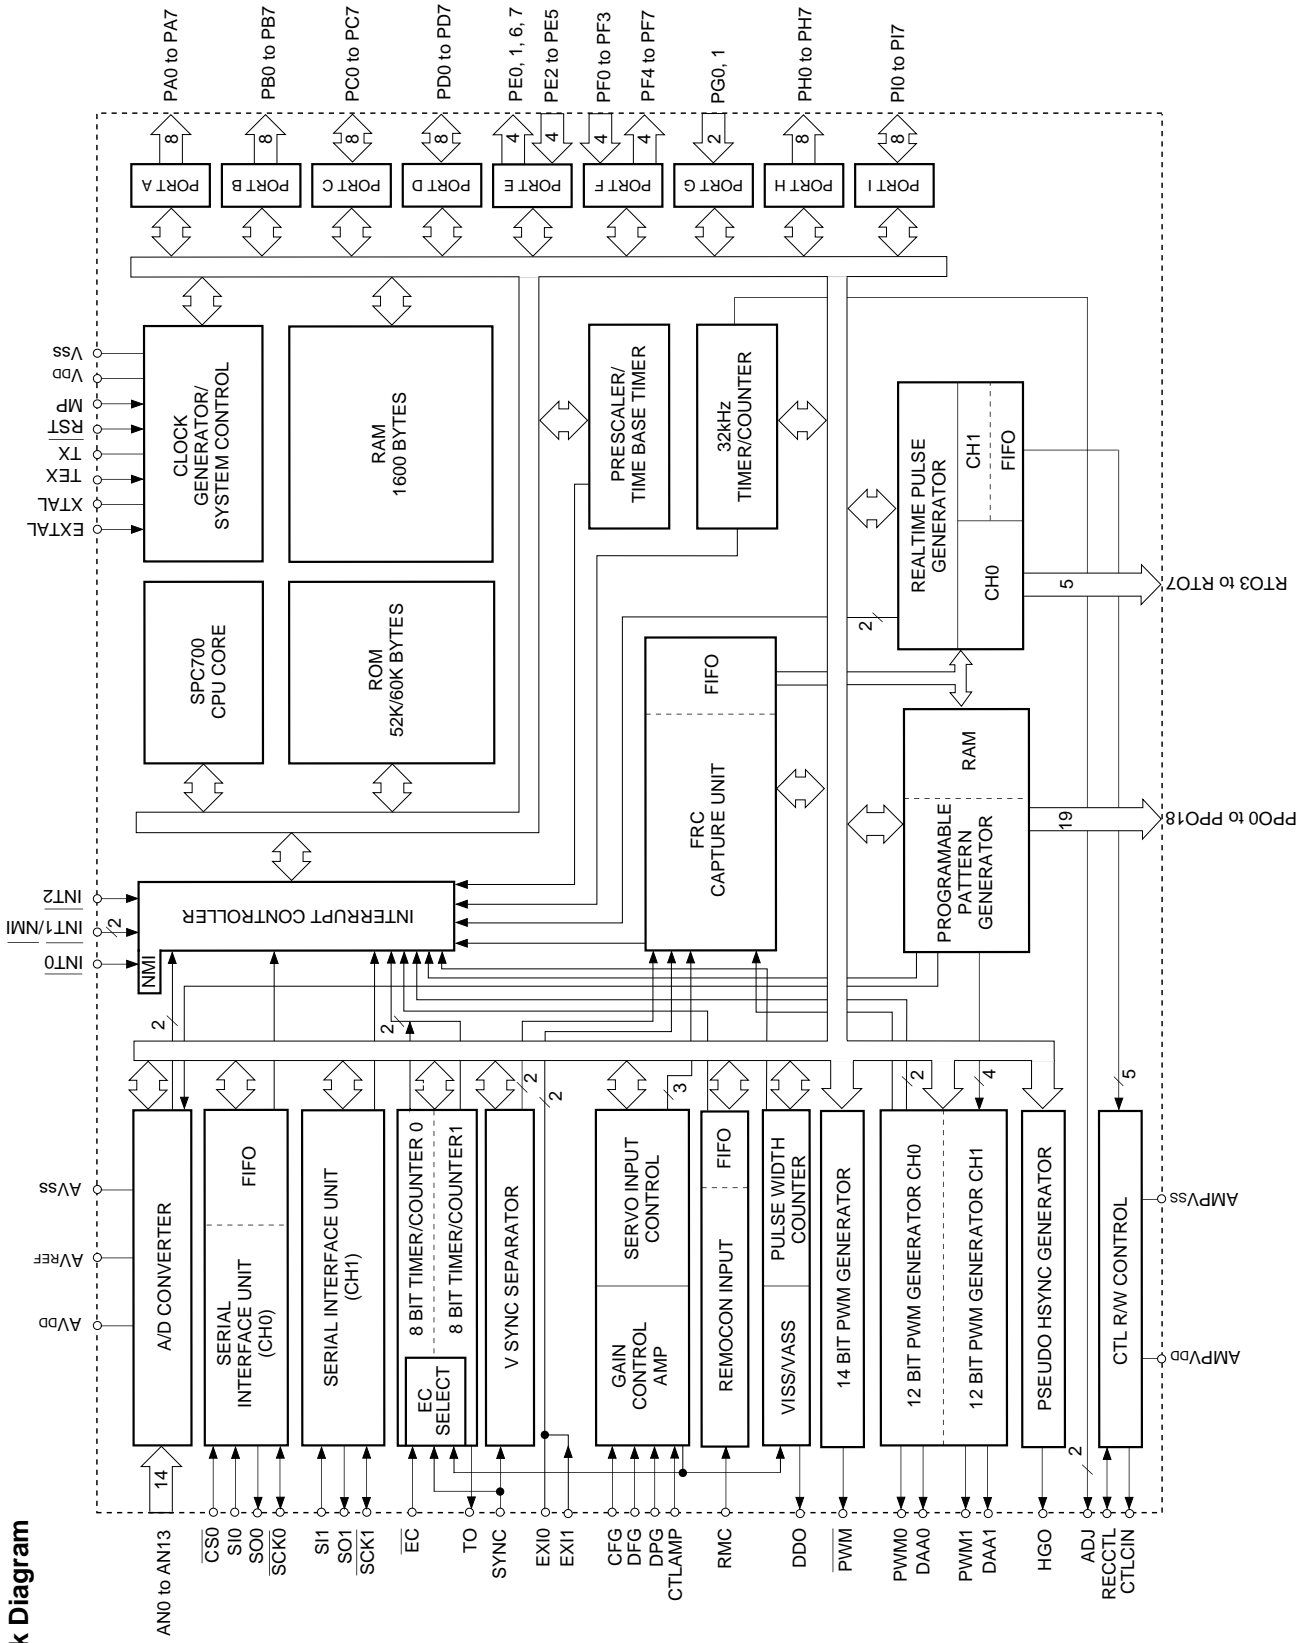 k Diagram
PA0 to PA7
PB0 to PB7
PC0 to PC7
PD0 to PD7
PE0, 1, 6, 7
PE2 to PE5
PF0 to PF3
PF4 to PF7
PG0, 1
PH0 to PH7
PI0 to PI7
8
8
8
8
4
4
4
4
2
8
8
PORT A
PORT B
PORT C
PORT D
PORT E
PORT F
PORT G
PORT H
PORT I
Vss
VDD
MP
RST
TX
TEX
XTAL
EXTAL
CLOCK
GENERATOR/
SYSTEM CONTROL
RAM
1600 BYTES
PRESCALER/
TIME BASE TIMER
32kHz
TIMER/COUNTER
REALTIME PULSE
GENERATOR
CH1
FIFO
CH0
5
RTO3 to RTO7
2
SPC700
CPU CORE
ROM
52K/60K BYTES
FIFO
FRC
CAPTURE UNIT
RAM
PROGRAMABLE
PATTERN
GENERATOR
19
PPO0 to PPO18
INT2
INT1/NMI
2
INT0
INTERRUPT CONTROLLER
NMI
2
2
2
2
3
2
4
5
AVss
AVREF
AVDD
A/D CONVERTER
FIFO
SERIAL
INTERFACE UNIT
(CH0)
SERIAL INTERFACE UNIT
(CH1)
8 BIT TIMER/COUNTER 0
8 BIT TIMER/COUNTER1
EC
SELECT
V SYNC SEPARATOR
SERVO INPUT
CONTROL
GAIN
CONTROL
AMP
FIFO
REMOCON INPUT
PULSE WIDTH
COUNTER
VISS/VASS
14 BIT PWM GENERATOR
12 BIT PWM GENERATOR CH0
12 BIT PWM GENERATOR CH1
PSEUDO HSYNC GENERATOR
CTL R/W CONTROL
AMPVss
AMPVDD
14
2
AN0 to AN13
CS0
SI0
SO0
SCK0
SI1
SO1
SCK1
EC
TO
SYNC
EXI0
EXI1
CFG
DFG
DPG
CTLAMP
RMC
DDO
PWM
PWM0
DAA0
PWM1
DAA1
HGO
ADJ
RECCTL
CTLCIN